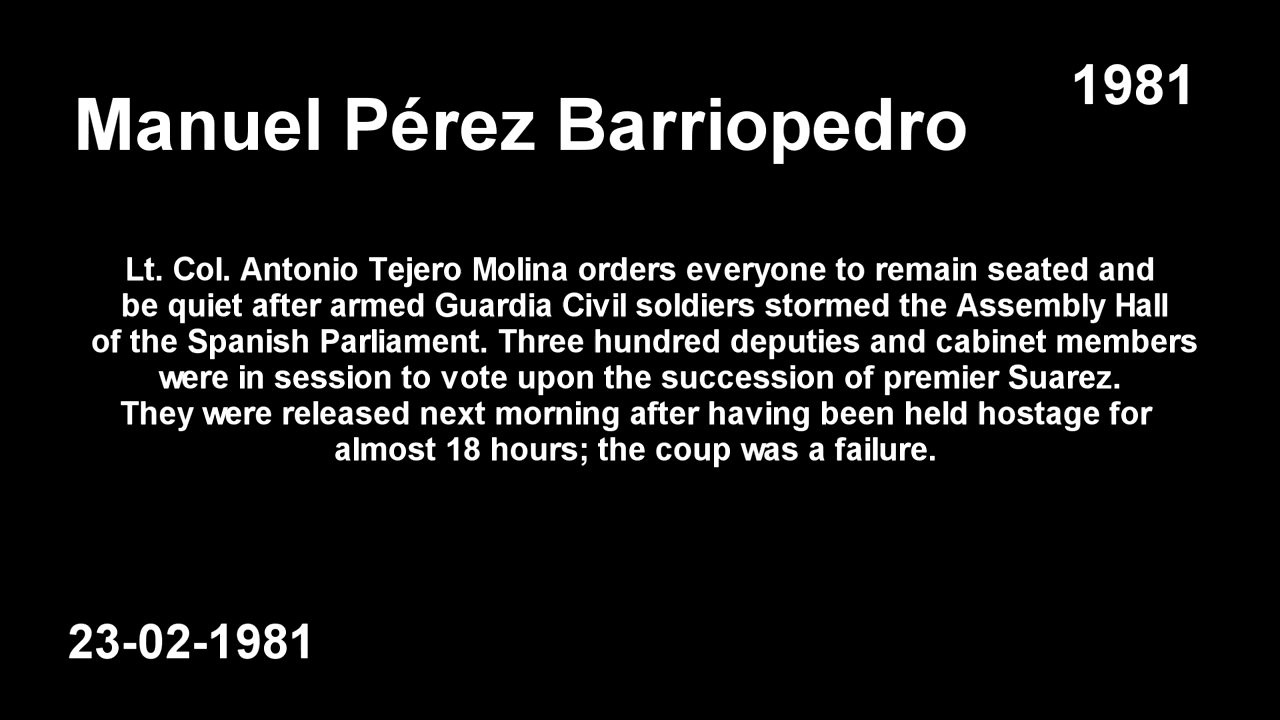 1981
Manuel Pérez Barriopedro
Lt. Col. Antonio Tejero Molina orders everyone to remain seated and
be quiet after armed Guardia Civil soldiers stormed the Assembly Hall
of the Spanish Parliament. Three hundred deputies and cabinet members
were in session to vote upon the succession of premier Suarez.
They were released next morning after having been held hostage for
almost 18 hours; the coup was a failure.
23-02-1981